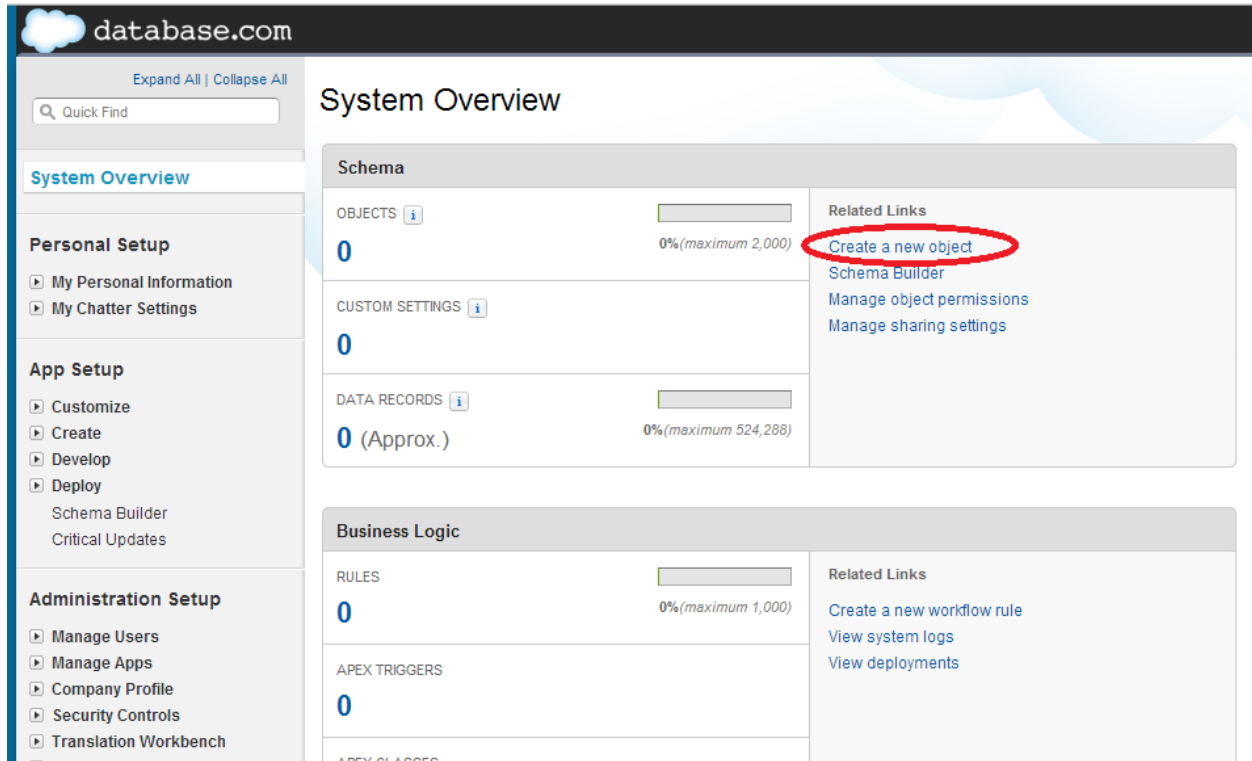 database.com
Expand All | Collapse All
Quick Find
System Overview
Personal Setup
My Personal Information
My Chatter Settings
App Setup
Customize
Create
Develop
Deploy
Schema Builder
Critical Updates
Administration Setup
Manage Users
Manage Apps
Company Profile
Security Controls
Translation Workbench
System Overview
Schema
OBJECTS i
0
0%(maximum 2,000)
CUSTOM SETTINGS i
0
DATA RECORDS i
0 (Approx.)
0%(maximum 524,288)
Related Links
Create a new object
Schema Builder
Manage object permissions
Manage sharing settings
Business Logic
RULES
0
0%(maximum 1,000)
APEX TRIGGERS
0
APEX CLASSES
Related Links
Create a new workflow rule
View system logs
View deployments